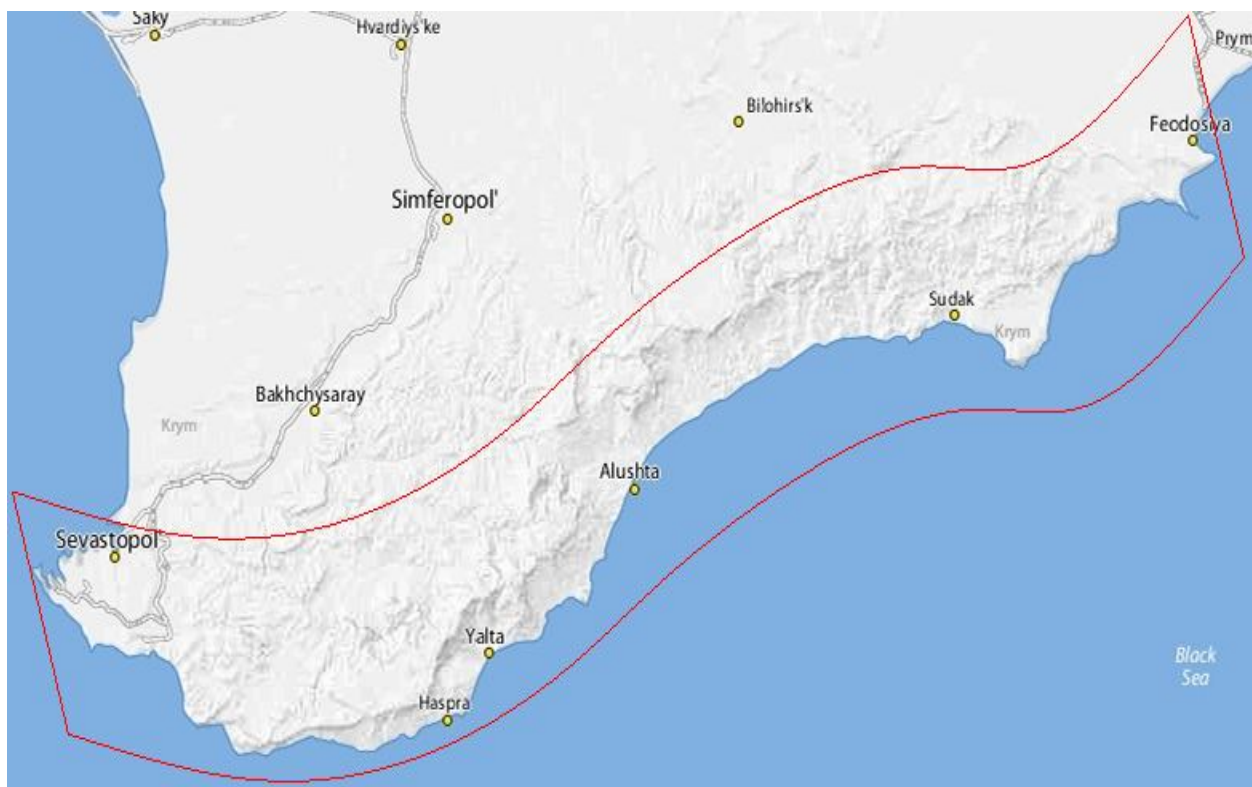 Saky
Hvardiys'ke
Prym
Bilohirs'k
Feodosiya
Simferopol'
Sudak
Krym
Bakhchysaray
Krym
Alushta
Sevastopol
Yalta
Black
Sea
Haspra